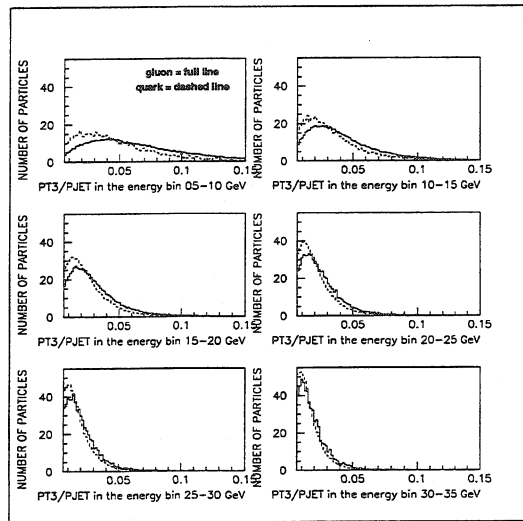 gluon = full line
quark = dashed line
NUMBER OF PARTICLES
40
20
0
0.05 0.1 0.15
PT3/PJET in the energy bin 05-10 GeV
NUMBER OF PARTICLES
40
20
0
0.05 0.1 0.15
PT3/PJET in the energy bin 10-15 GeV
NUMBER OF PARTICLES
40
20
0
0.05 0.1 0.15
PT3/PJET in the energy bin 15-20 GeV
NUMBER OF PARTICLES
40
20
0
0.05 0.1 0.15
PT3/PJET in the energy bin 20-25 GeV
NUMBER OF PARTICLES
40
20
0
0.05 0.1 0.15
PT3/PJET in the energy bin 25-30 GeV
NUMBER OF PARTICLES
40
20
0
0.05 0.1 0.15
PT3/PJET in the energy bin 30-35 GeV